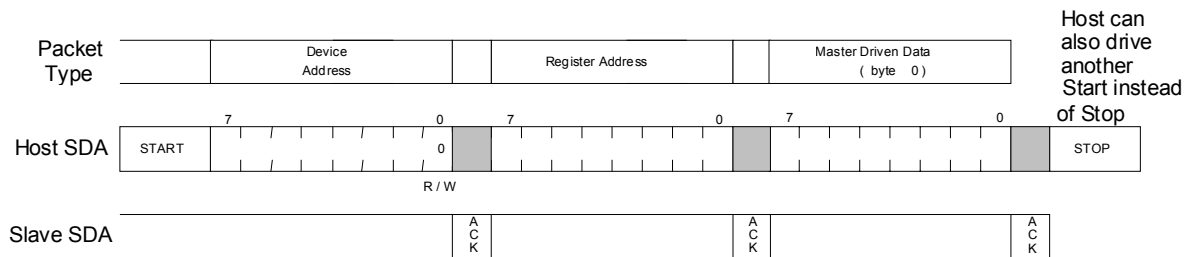 Packet
Type
Device
Address
Register Address
Master Driven Data
( byte 0 )
Host can
also drive
another
Start instead
of Stop
Host SDA
START
7
0
0
R / W
7
0
7
0
STOP
Slave SDA
A
C
K
A
C
K
A
C
K